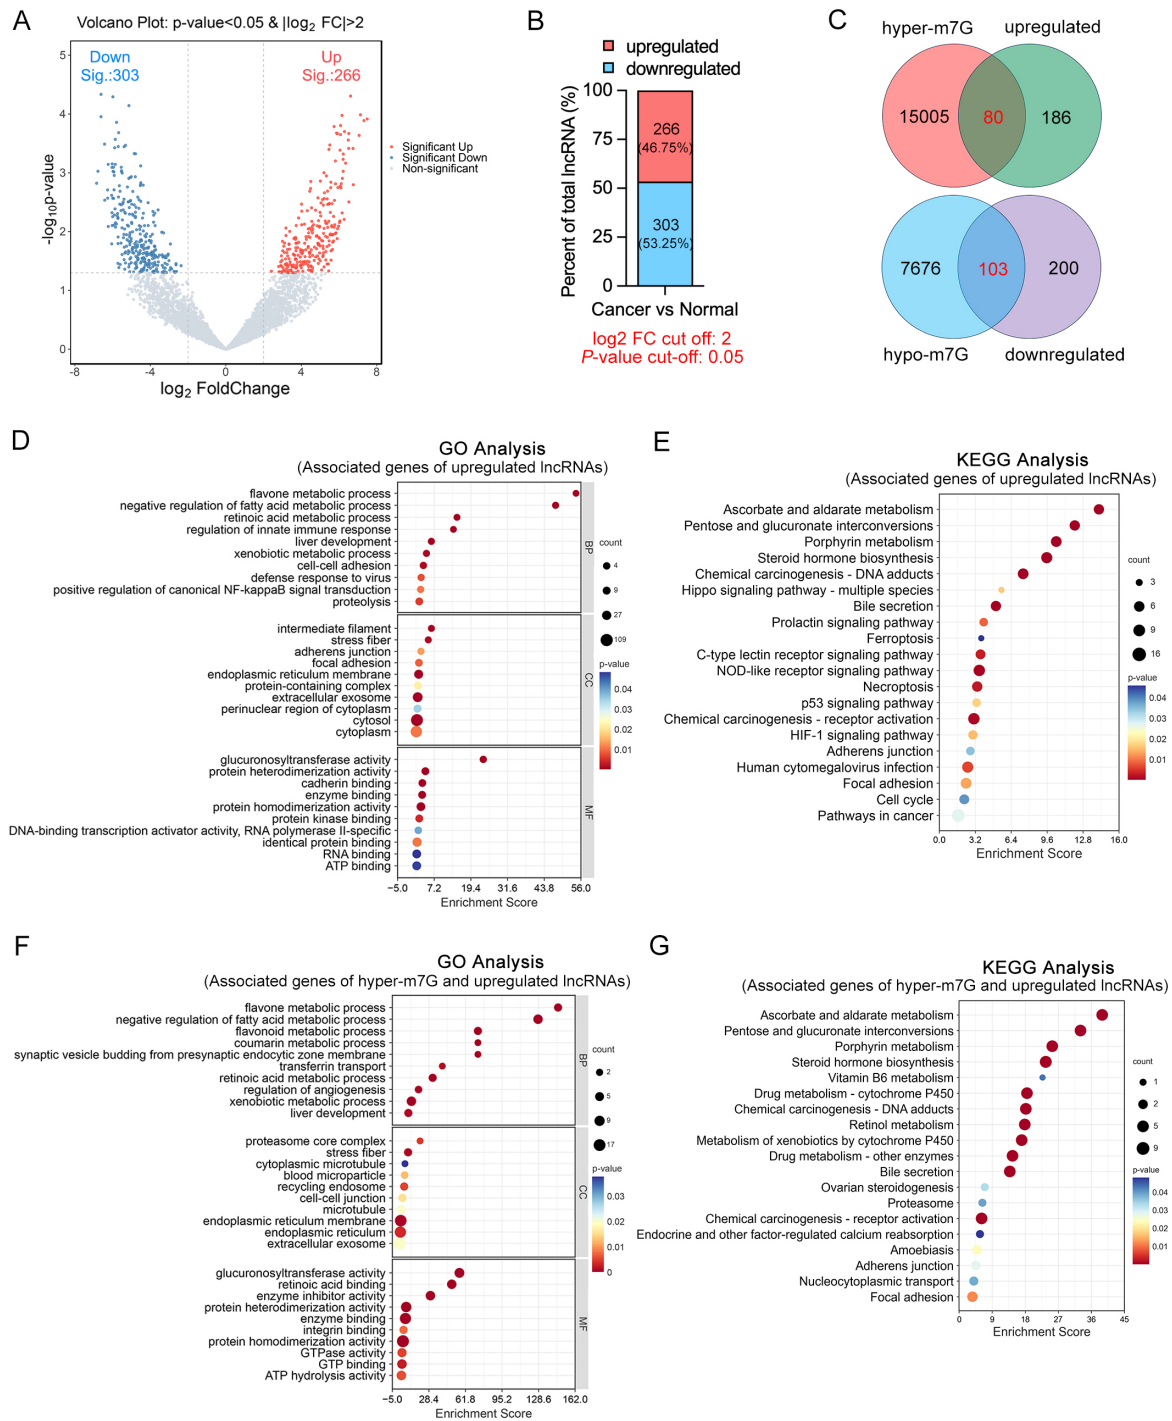 A
Volcano Plot: p-value<0.05 & |log2 FC|>2
Down
Sig.:303
Up
Sig.:266
5
4
3
2
1
0
-log10p-value
-8
-4
0
4
8
log2 FoldChange
Significant Up
Significant Down
Non-significant
B
upregulated
downregulated
Percent of total lncRNA (%)
100
75
50
25
0
266
(46.75%)
303
(53.25%)
Cancer vs Normal
log2 FC cut off: 2
P-value cut-off: 0.05
C
hyper-m7G
upregulated
15005
80
186
7676
103
200
hypo-m7G
downregulated
D
GO Analysis
(Associated genes of upregulated lncRNAs)
flavone metabolic process
negative regulation of fatty acid metabolic process
retinoic acid metabolic process
regulation of innate immune response
liver development
xenobiotic metabolic process
cell-cell adhesion
defense response to virus
positive regulation of canonical NF-kappaB signal transduction
proteolysis
BP
intermediate filament
stress fiber
adherens junction
focal adhesion
endoplasmic reticulum membrane
protein-containing complex
extracellular exosome
perinuclear region of cytoplasm
cytosol
cytoplasm
CC
glucuronosyltransferase activity
protein heterodimerization activity
cadherin binding
enzyme binding
protein homodimerization activity
protein kinase binding
DNA-binding transcription activator activity, RNA polymerase II-specific
identical protein binding
RNA binding
ATP binding
MF
−5.0
7.2
19.4
31.6
43.8
56.0
Enrichment Score
count
4
9
27
109
p-value
0.04
0.03
0.02
0.01
E
KEGG Analysis
(Associated genes of upregulated lncRNAs)
Ascorbate and aldarate metabolism
Pentose and glucuronate interconversions
Porphyrin metabolism
Steroid hormone biosynthesis
Chemical carcinogenesis - DNA adducts
Hippo signaling pathway - multiple species
Bile secretion
Prolactin signaling pathway
Ferroptosis
C-type lectin receptor signaling pathway
NOD-like receptor signaling pathway
Necroptosis
p53 signaling pathway
Chemical carcinogenesis - receptor activation
HIF-1 signaling pathway
Adherens junction
Human cytomegalovirus infection
Focal adhesion
Cell cycle
Pathways in cancer
0.0
3.2
6.4
9.6
12.8
16.0
Enrichment Score
count
3
6
9
16
p-value
0.04
0.03
0.02
0.01
F
GO Analysis
(Associated genes of hyper-m7G and upregulated lncRNAs)
flavone metabolic process
negative regulation of fatty acid metabolic process
flavonoid metabolic process
coumarin metabolic process
synaptic vesicle budding from presynaptic endocytic zone membrane
transferrin transport
retinoic acid metabolic process
regulation of angiogenesis
xenobiotic metabolic process
liver development
BP
proteasome core complex
stress fiber
cytoplasmic microtubule
blood microparticle
recycling endosome
cell-cell junction
microtubule
endoplasmic reticulum membrane
endoplasmic reticulum
extracellular exosome
CC
glucuronosyltransferase activity
retinoic acid binding
enzyme inhibitor activity
protein heterodimerization activity
enzyme binding
integrin binding
protein homodimerization activity
GTPase activity
GTP binding
ATP hydrolysis activity
MF
-5.0
28.4
61.8
95.2
128.6
162.0
Enrichment Score
count
2
5
9
17
p-value
0.03
0.02
0.01
0
G
KEGG Analysis
(Associated genes of hyper-m7G and upregulated lncRNAs)
Ascorbate and aldarate metabolism
Pentose and glucuronate interconversions
Porphyrin metabolism
Steroid hormone biosynthesis
Vitamin B6 metabolism
Drug metabolism - cytochrome P450
Chemical carcinogenesis - DNA adducts
Retinol metabolism
Metabolism of xenobiotics by cytochrome P450
Drug metabolism - other enzymes
Bile secretion
Ovarian steroidogenesis
Proteasome
Chemical carcinogenesis - receptor activation
Endocrine and other factor-regulated calcium reabsorption
Amoebiasis
Adherens junction
Nucleocytoplasmic transport
Focal adhesion
0
9
18
27
36
45
Enrichment Score
count
1
2
5
9
p-value
0.04
0.03
0.02
0.01